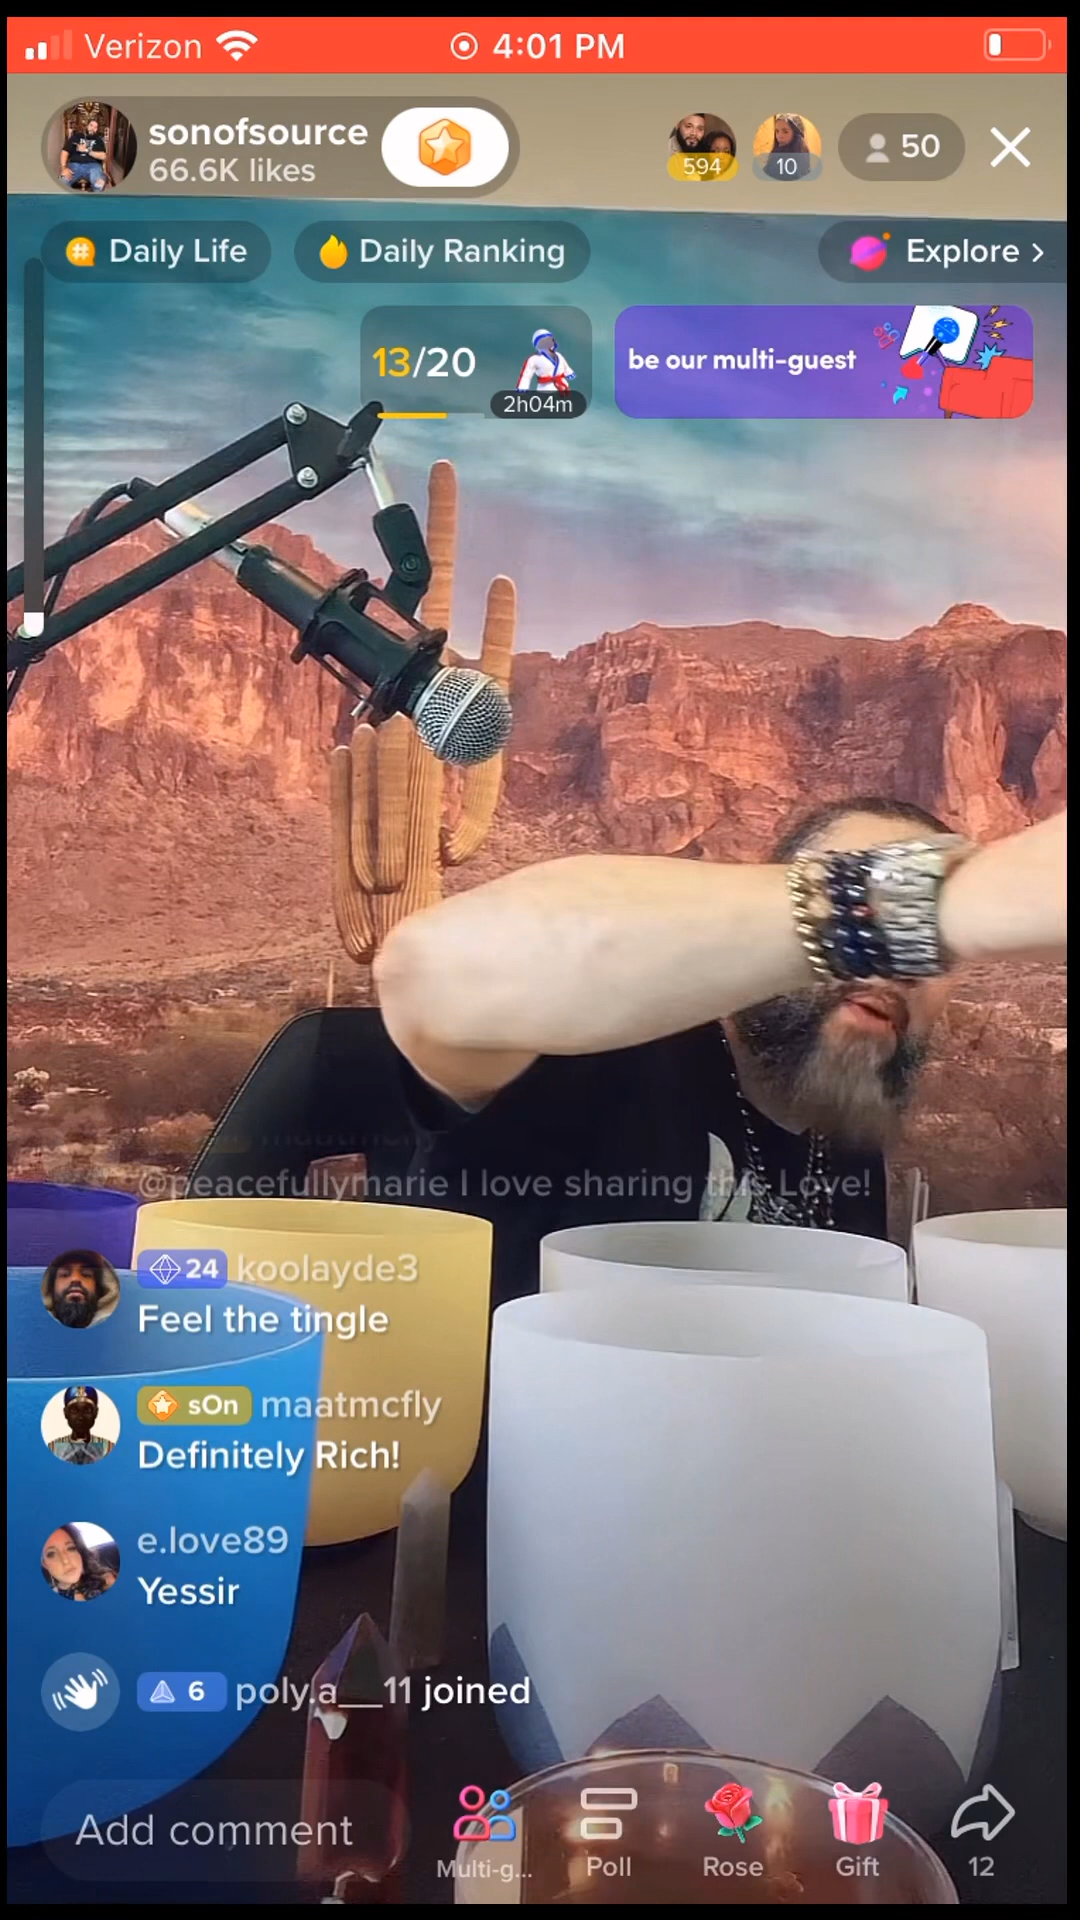 Verizon 4:01 PM
sonofsource
66.6K likes
594
10
50
Daily Life
Daily Ranking
Explore >
13/20
2h04m
be our multi-guest
@peacefullymarie I love sharing this Love!
24 koolayde3
Feel the tingle
sOn maatmcfly
Definitely Rich!
e.love89
Yessir
6 poly.a__11 joined
Add comment
Multi-g...
Poll
Rose
Gift
12